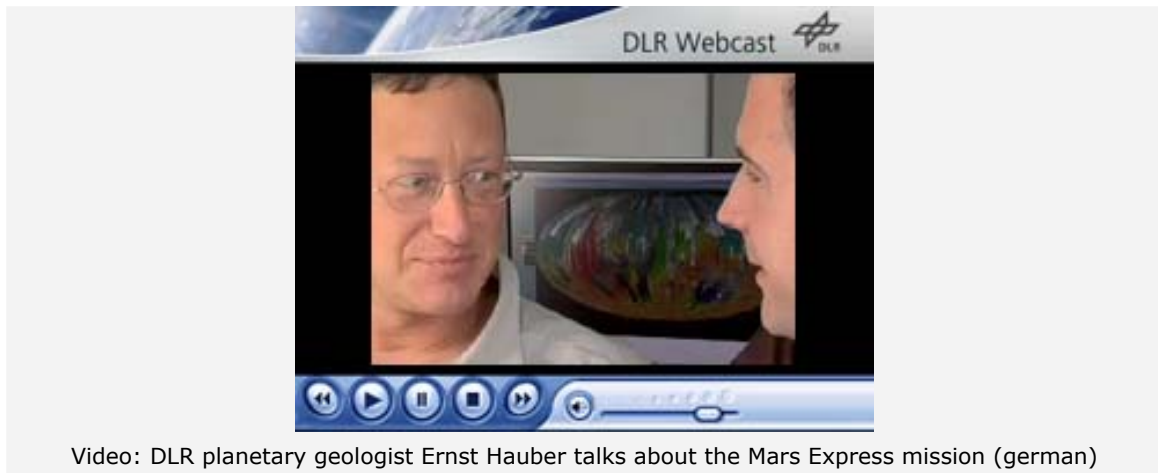 DLR Webcast
DLR
Video: DLR planetary geologist Ernst Hauber talks about the Mars Express mission (german)